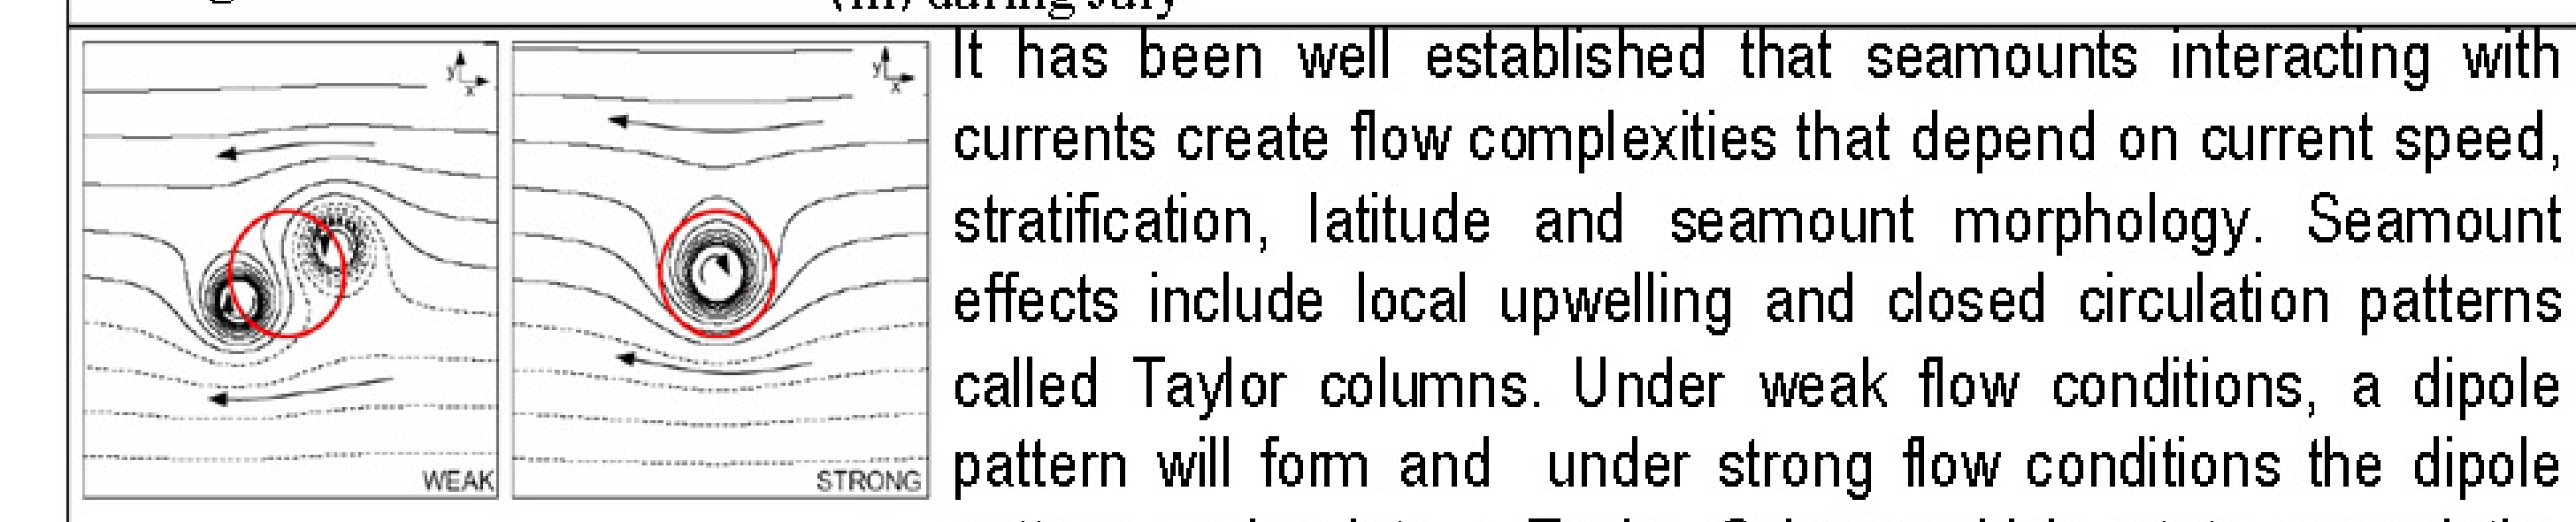 (m) during July
y
x
WEAK
y
x
STRONG
It has been well established that seamounts interacting with
currents create flow complexities that depend on current speed,
stratification, latitude and seamount morphology. Seamount
effects include local upwelling and closed circulation patterns
called Taylor columns. Under weak flow conditions, a dipole
pattern will form and under strong flow conditions the dipole